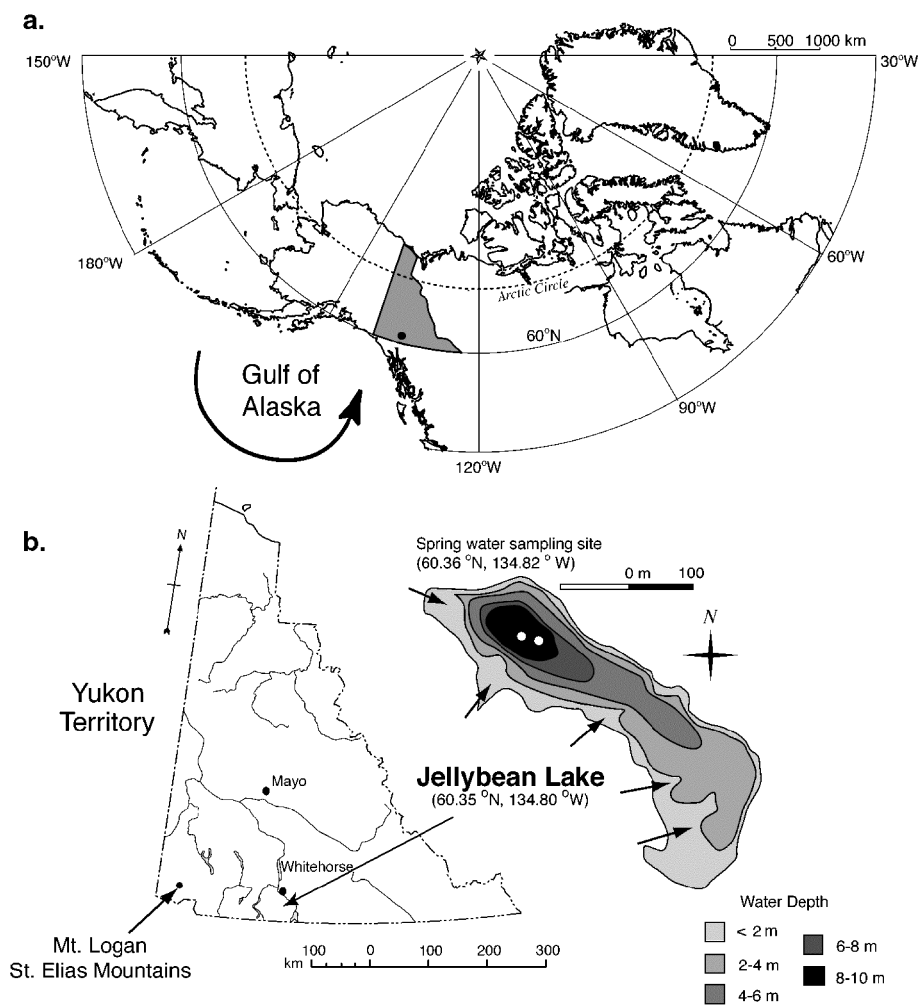 a.
0 500 1000 km
150°W
30°W
180°W
60°W
Arctic Circle
60°N
Gulf of
Alaska
90°W
120°W
b.
N
Spring water sampling site
(60.36 °N, 134.82 ° W)
0 m 100
N
Yukon
Territory
Mayo
Jellybean Lake
(60.35 °N, 134.80 °W)
Whitehorse
Mt. Logan
St. Elias Mountains
100 0 100 200 300
km
Water Depth
< 2 m
2-4 m
4-6 m
6-8 m
8-10 m